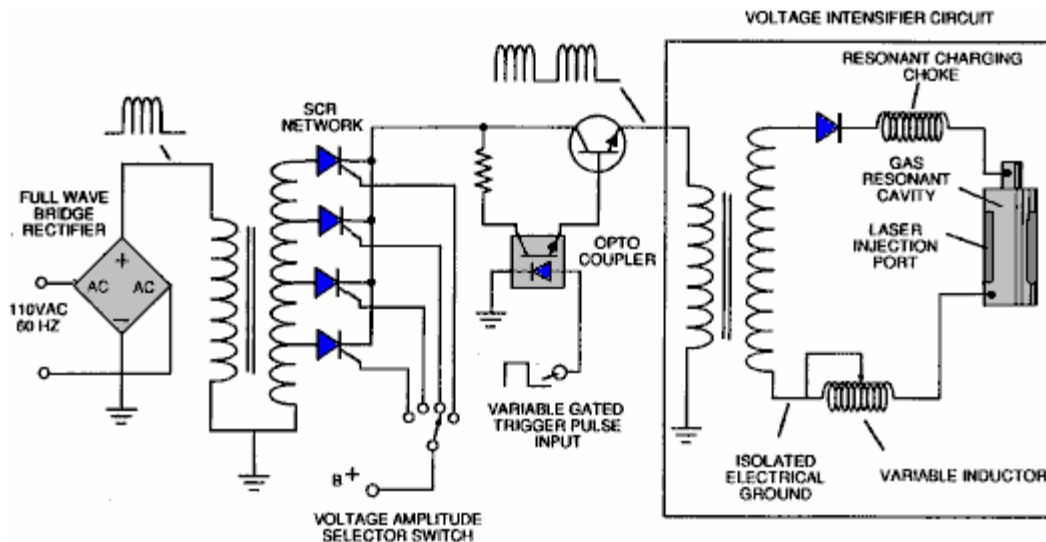 VOLTAGE INTENSIFIER CIRCUIT
RESONANT CHARGING
CHOKE
SCR
NETWORK
FULL WAVE
BRIDGE
RECTIFIER
GAS
RESONANT
CAVITY
OPTO
COUPLER
LASER
INJECTION
PORT
+
AC AC
−
110VAC
60 HZ
VARIABLE GATED
TRIGGER PULSE
INPUT
ISOLATED
ELECTRICAL
GROUND
VARIABLE INDUCTOR
B+
VOLTAGE AMPLITUDE
SELECTOR SWITCH